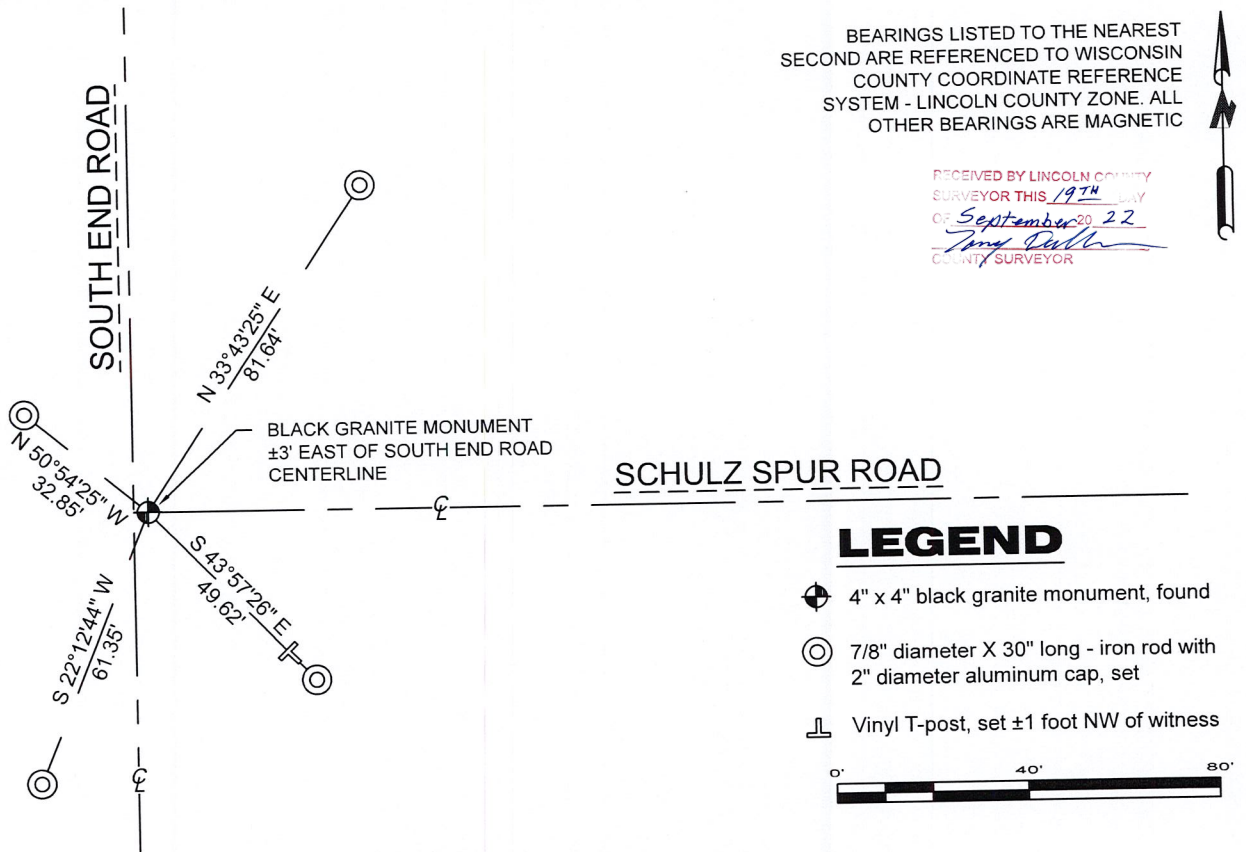 BEARINGS LISTED TO THE NEAREST
SECOND ARE REFERENCED TO WISCONSIN
COUNTY COORDINATE REFERENCE
SYSTEM - LINCOLN COUNTY ZONE. ALL
OTHER BEARINGS ARE MAGNETIC
N
RECEIVED BY LINCOLN COUNTY
SURVEYOR THIS 19TH DAY
OF September 20 22
COUNTY SURVEYOR
SOUTH END ROAD
N 33°43'25" E
81.64'
BLACK GRANITE MONUMENT
±3' EAST OF SOUTH END ROAD
CENTERLINE
N 50°54'25" W
32.85'
SCHULZ SPUR ROAD
CL
S 43°57'26" E
49.62'
S 22°12'44" W
61.35'
CL
LEGEND
4" x 4" black granite monument, found
7/8" diameter X 30" long - iron rod with
2" diameter aluminum cap, set
Vinyl T-post, set ±1 foot NW of witness
0' 40' 80'